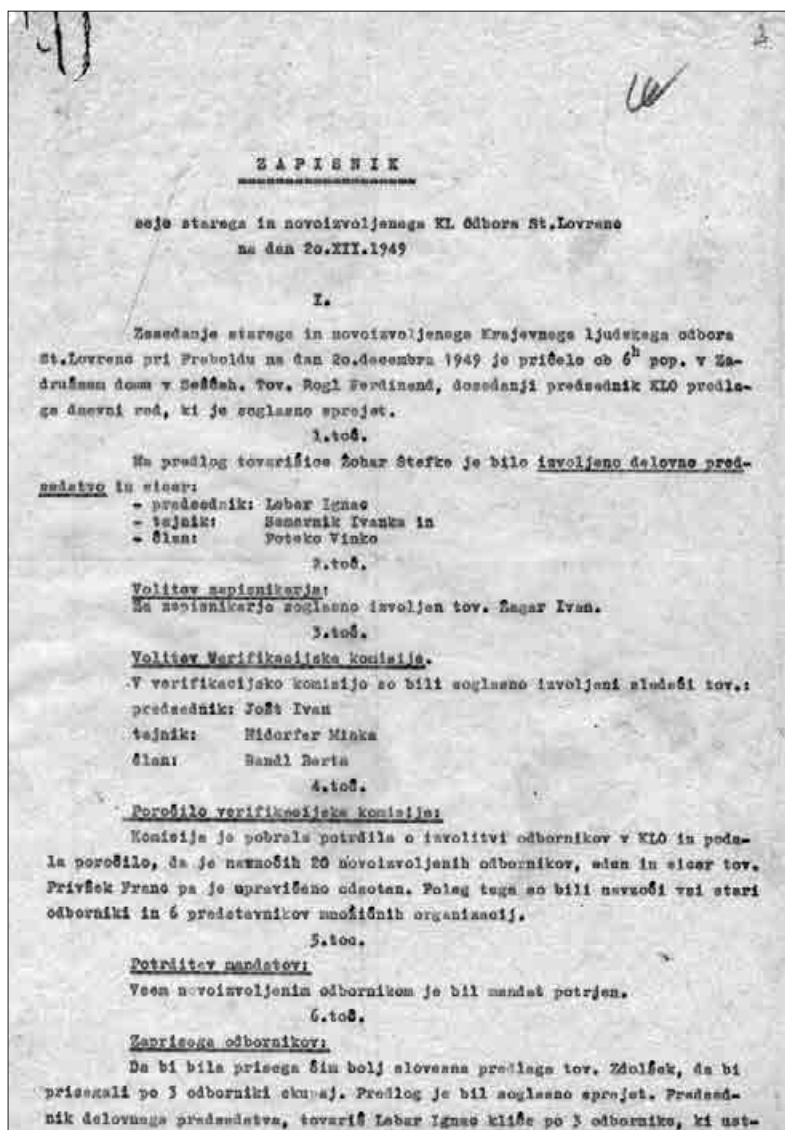 ZAPISNIK
seje starega in novoizvoljenega KL odbora St.Lovrenc
na dan 2o.XII.1949
I.
Zasedanje starega in novoizvoljenega Krajevnega ljudskega odbora
St.Lovrenc pri Preboldu na dan 2o.decembra 1949 je pričelo ob 6h pop. v Za-
družnem domu v Seščah. Tov. Rogl Ferdinand, dosedanji predsednik KLO predla-
ga dnevni red, ki je soglasno sprejet.
1.toč.
Na predlog tovarišice Žohar Štefke je bilo izvoljeno delovno pred-
sedstvo in sicer:
- predsednik: Lobar Ignac
- tajnik: Semernik Ivanka in
- član: Poteko Vinko
2.toč.
Volitev zapisnikarja:
Za zapisnikarja soglasno izvoljen tov. Žagar Ivan.
3.toč.
Volitev Verifikacijske komisije.
V verifikacijsko komisijo so bili soglasno izvoljeni sledeči tov.:
predsednik: Jošt Ivan
tajnik: Hidorfer Minka
član: Randl Berta
4.toč.
Poročilo verifikacijske komisije:
Komisija je pobrala potrdila o izvolitvi odbornikov v KLO in poda-
la poročilo, da je navzočih 20 novoizvoljenih odbornikov, eden in sicer tov.
Privšek Franc pa je upravičeno odsoten. Poleg tega so bili navzoči vsi stari
odborniki in 6 predstavnikov množičnih organizacij.
5.toč.
Potrditev mandatov:
Vsem novoizvoljenim odbornikom je bil mandat potrjen.
6.toč.
Zaprisega odbornikov:
Da bi bila prisega čim bolj slovesna predlaga tov. Zdolšek, da bi
prisegali po 3 odborniki skupaj. Predlog je bil soglasno sprejet. Predsed-
nik delovnega predsedstva, tovariš Lobar Ignac kliče po 3 odbornike, ki ust-